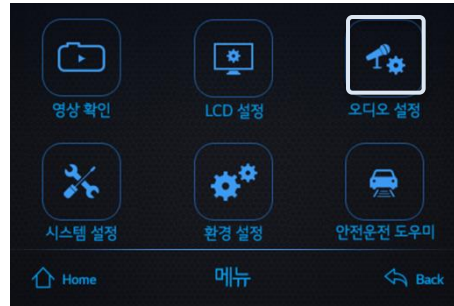 영상 확인
LCD 설정
오디오 설정
시스템 설정
환경 설정
안전운전 도우미
Home
메뉴
Back